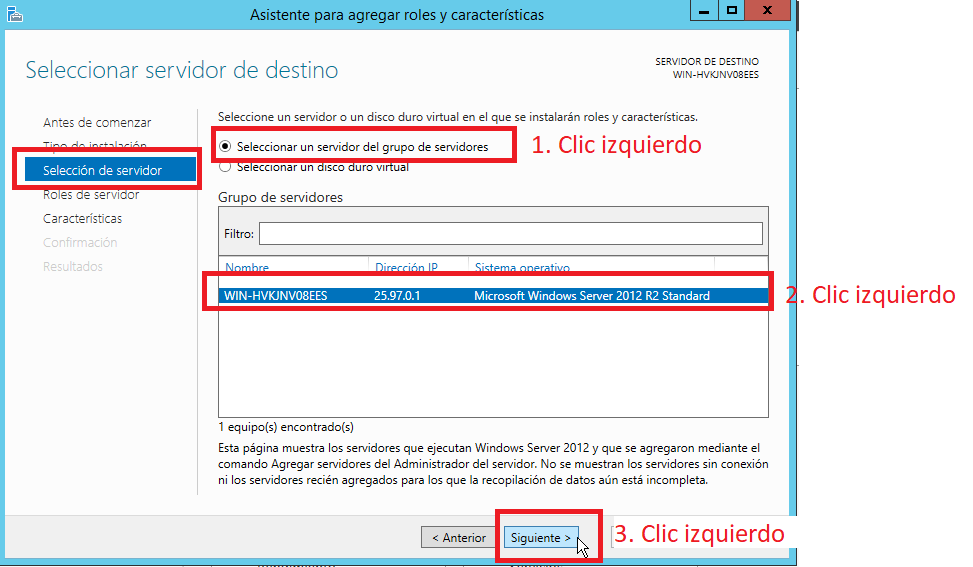 Asistente para agregar roles y características
Seleccionar servidor de destino
SERVIDOR DE DESTINO
WIN-HVKJNV08EES
Antes de comenzar
Tipo de instalación
Selección de servidor
Roles de servidor
Características
Confirmación
Resultados
Seleccione un servidor o un disco duro virtual en el que se instalarán roles y características.
Seleccionar un servidor del grupo de servidores
1. Clic izquierdo
Seleccionar un disco duro virtual
Grupo de servidores
Filtro:
Nombre Dirección IP Sistema operativo
WIN-HVKJNV08EES 25.97.0.1 Microsoft Windows Server 2012 R2 Standard
2. Clic izquierdo
1 equipo(s) encontrado(s)
Esta página muestra los servidores que ejecutan Windows Server 2012 y que se agregaron mediante el
comando Agregar servidores del Administrador del servidor. No se muestran los servidores sin conexión
ni los servidores recién agregados para los que la recopilación de datos aún está incompleta.
< Anterior
Siguiente >
3. Clic izquierdo